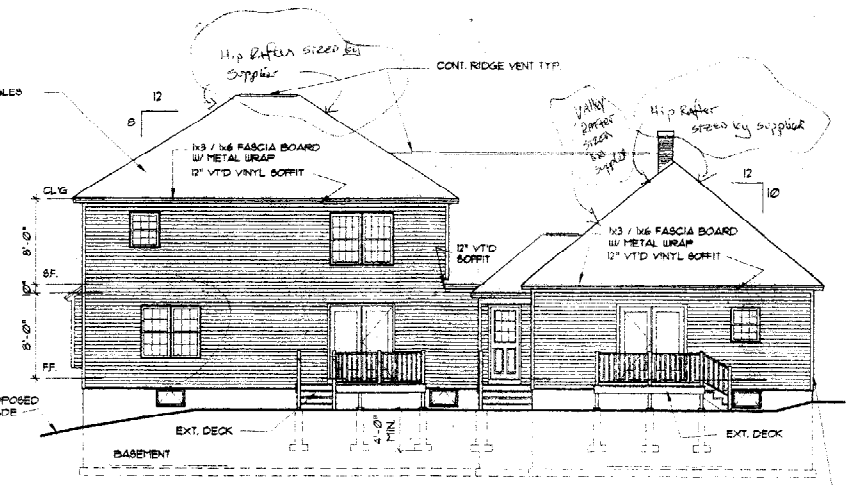 Hip Rafter sized by
Supplier
CONT. RIDGE VENT TYP.
12
8
Valley
Rafter
sized
by
Supplier
Hip Rafter
SIZED by supplier
12
10
1x3 / 1x6 FASCIA BOARD
W/ METAL WRAP
12" VT'D VINYL SOFFIT
CL'G
8'-0"
12" VT'D
SOFFIT
1x3 / 1x6 FASCIA BOARD
W/ METAL WRAP
12" VT'D VINYL SOFFIT
S.F.
10"
8'-0"
F.F.
EXT. DECK
4'-0"
MIN.
EXT. DECK
BASEMENT